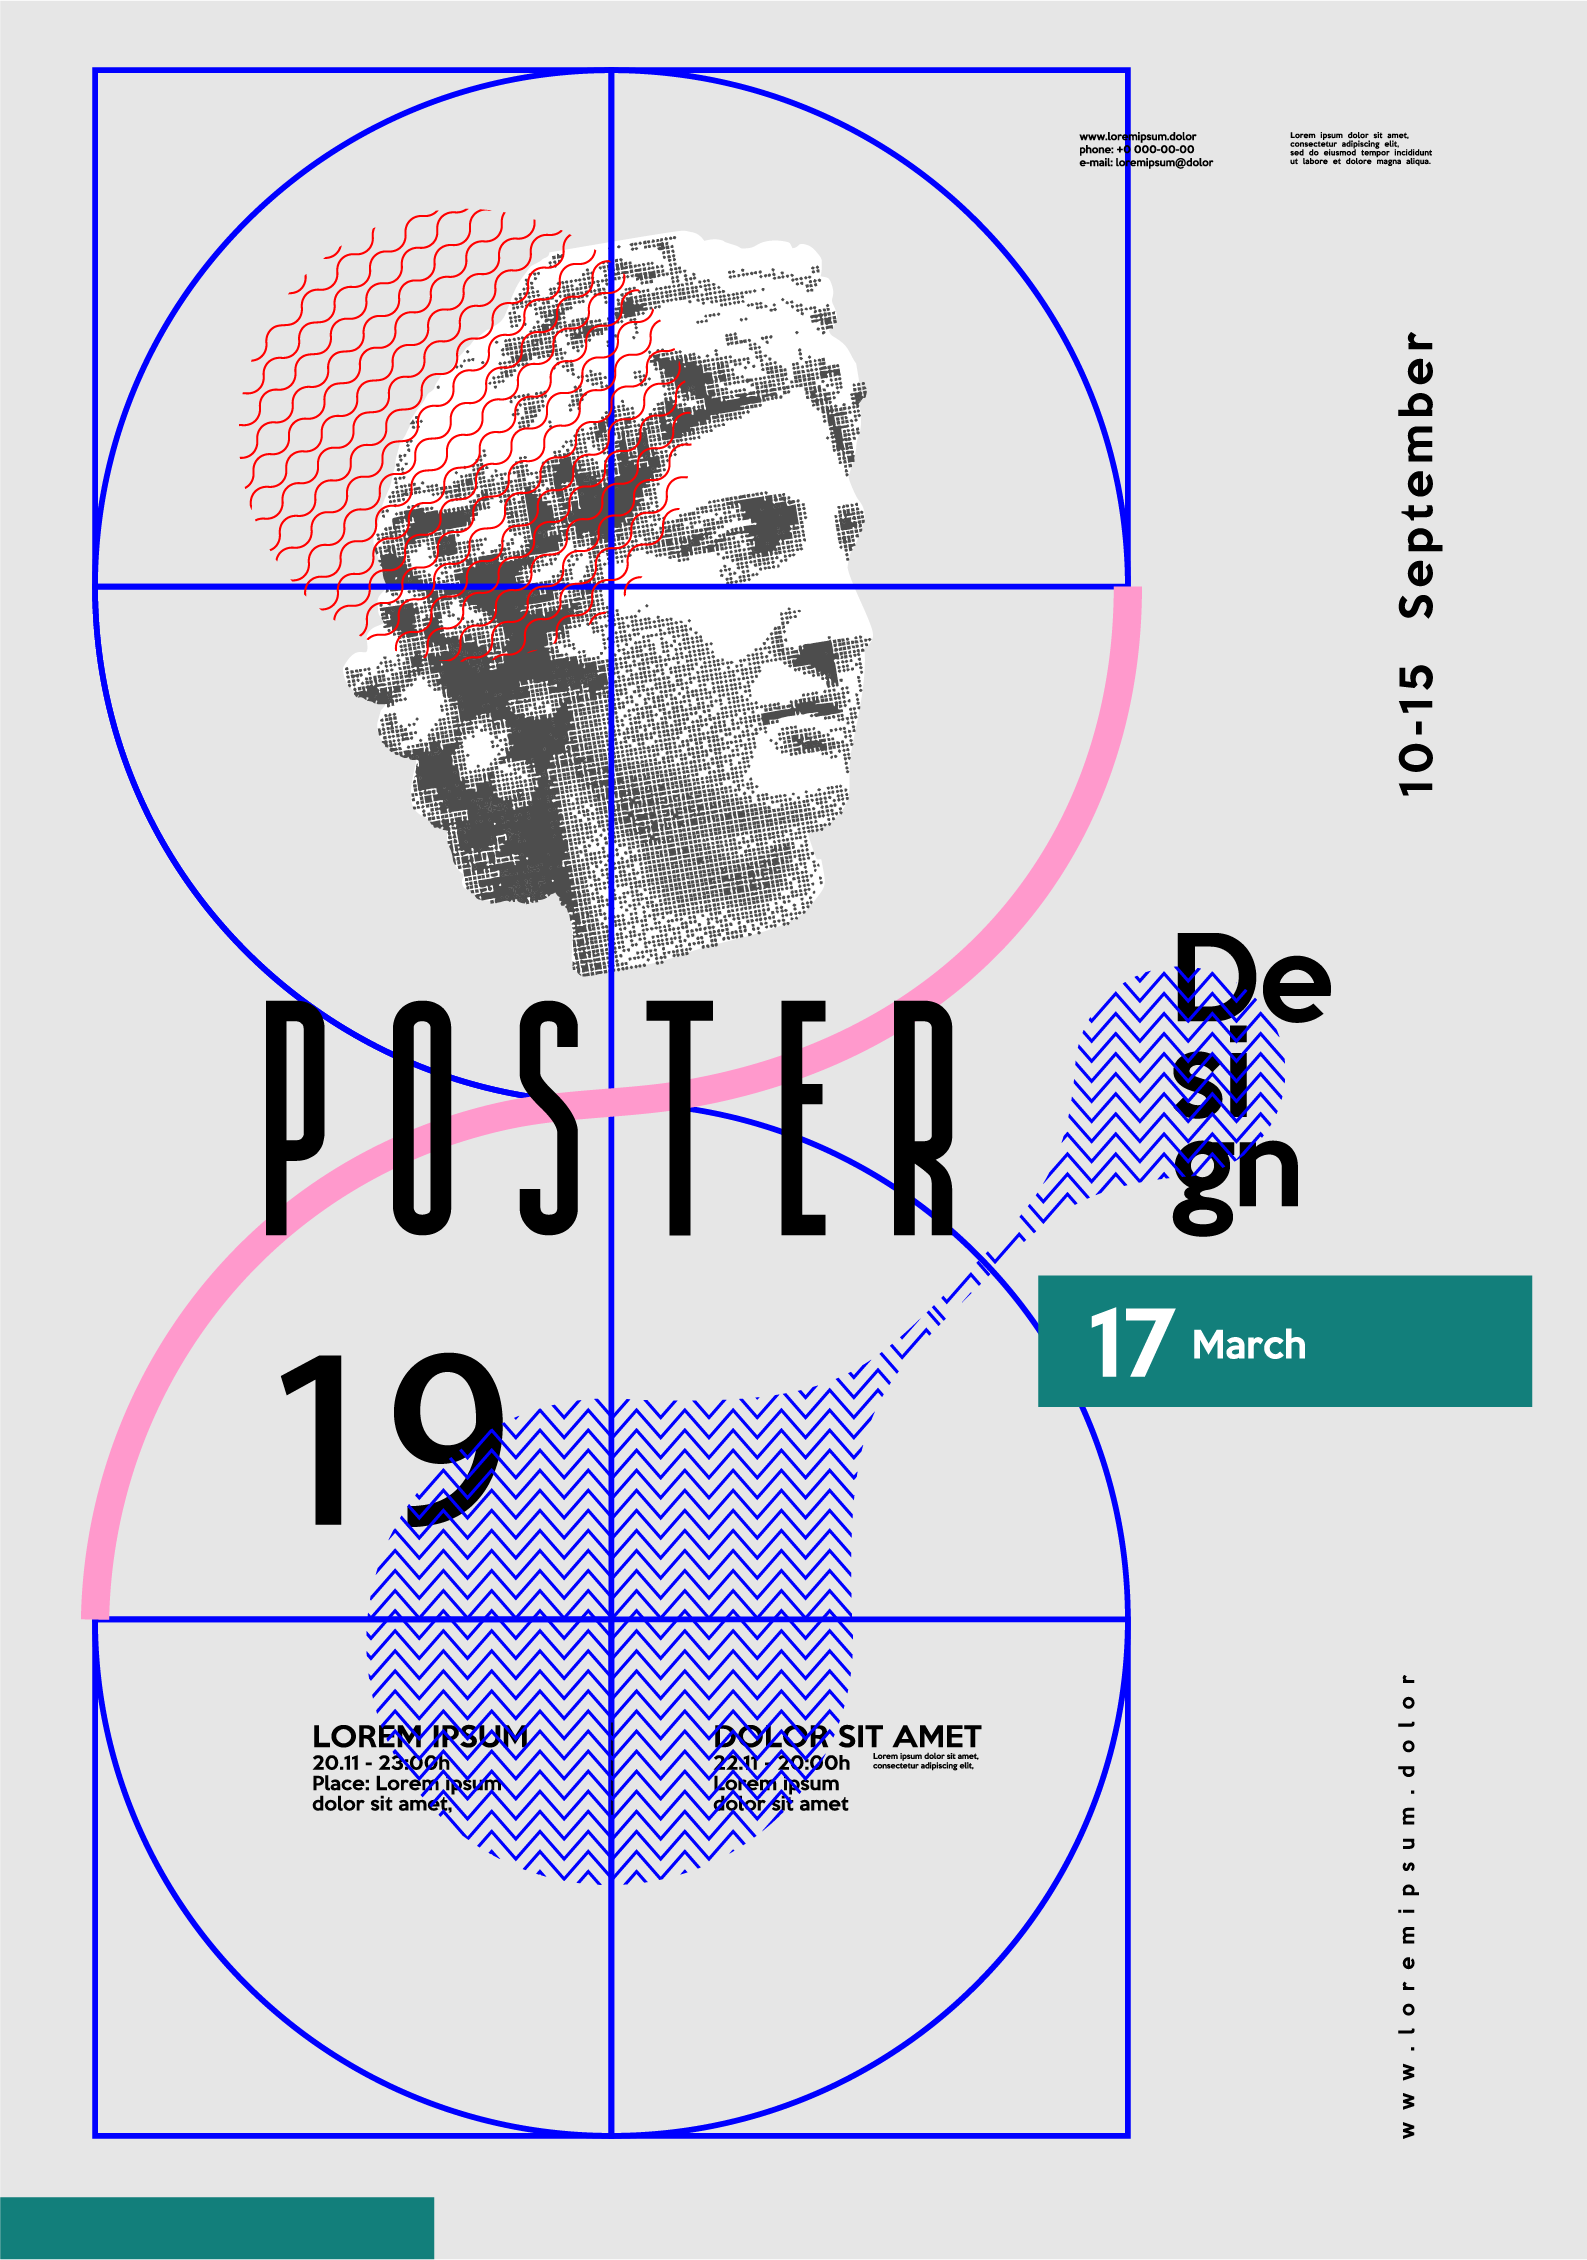 www.loremipsum.dolor
phone: +0 000-00-00
e-mail: loremipsum@dolor
Lorem ipsum dolor sit amet,
consectetur adipiscing elit,
sed do eiusmod tempor incididunt
ut labore et dolore magna aliqua.
10-15 September
De
si
gn
POSTER
17 March
19
LOREM IPSUM
20.11 - 23:00h
Place: Lorem ipsum
dolor sit amet,
DOLOR SIT AMET
22.11 - 20:00h
Lorem ipsum
dolor sit amet
Lorem ipsum dolor sit amet,
consectetur adipiscing elit,
www.loremipsum.dolor